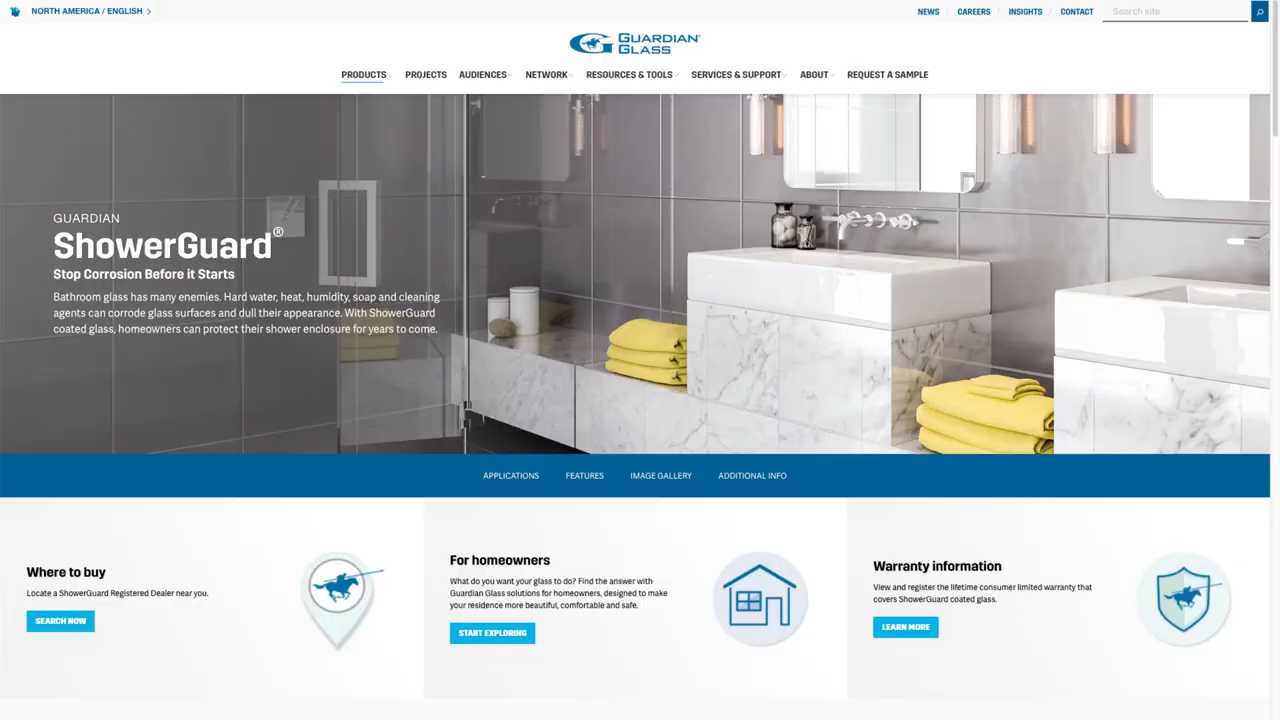 NORTH AMERICA / ENGLISH
NEWS / CAREERS / INSIGHTS / CONTACT
Search site
GUARDIAN®
GLASS
PRODUCTS PROJECTS AUDIENCES NETWORK RESOURCES & TOOLS SERVICES & SUPPORT ABOUT REQUEST A SAMPLE
GUARDIAN
ShowerGuard®
Stop Corrosion Before it Starts
Bathroom glass has many enemies. Hard water, heat, humidity, soap and cleaning
agents can corrode glass surfaces and dull their appearance. With ShowerGuard
coated glass, homeowners can protect their shower enclosure for years to come.
APPLICATIONS FEATURES IMAGE GALLERY ADDITIONAL INFO
Where to buy
Locate a ShowerGuard Registered Dealer near you.
SEARCH NOW
For homeowners
What do you want your glass to do? Find the answer with
Guardian Glass solutions for homeowners, designed to make
your residence more beautiful, comfortable and safe.
START EXPLORING
Warranty information
View and register the lifetime consumer limited warranty that
covers ShowerGuard coated glass.
LEARN MORE